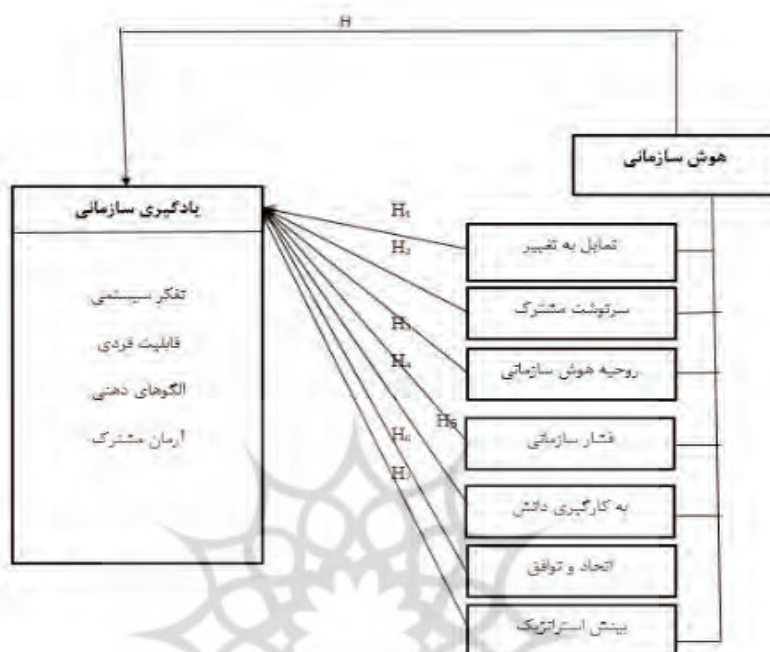 H
هوش سازمانی
یادگیری سازمانی
تفکر سیستمی
قابلیت فردی
الگوهای ذهنی
آرمان مشترک
H₁
H₂
H₃
H₄
H5
H₆
H₇
تمایل به تغییر
سرنوشت مشترک
روحیه هوش سازمانی
فشار سازمانی
به کارگیری دانش
اتحاد و توافق
بینش استراتژیک